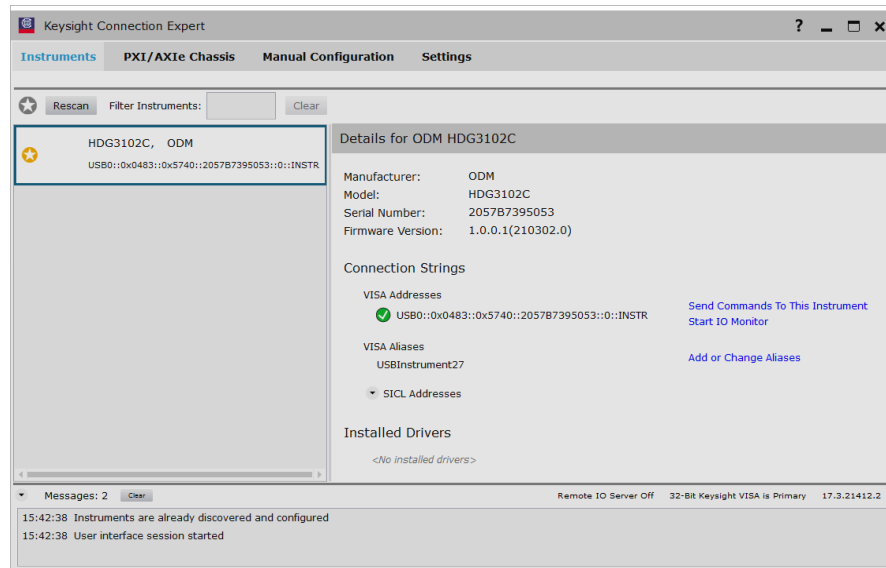 Keysight Connection Expert
? 
Instruments PXI/AXIe Chassis Manual Configuration Settings
Rescan Filter Instruments: Clear
HDG3102C, ODM
USB0::0x0483::0x5740::2057B7395053::0::INSTR
Details for ODM HDG3102C
Manufacturer: ODM
Model: HDG3102C
Serial Number: 2057B7395053
Firmware Version: 1.0.0.1(210302.0)
Connection Strings
VISA Addresses
USB0::0x0483::0x5740::2057B7395053::0::INSTR
Send Commands To This Instrument
Start IO Monitor
VISA Aliases
USBInstrument27
Add or Change Aliases
SICL Addresses
Installed Drivers
<No installed drivers>
Messages: 2 Clear Remote IO Server Off 32-Bit Keysight VISA is Primary 17.3.21412.2
15:42:38 Instruments are already discovered and configured
15:42:38 User interface session started